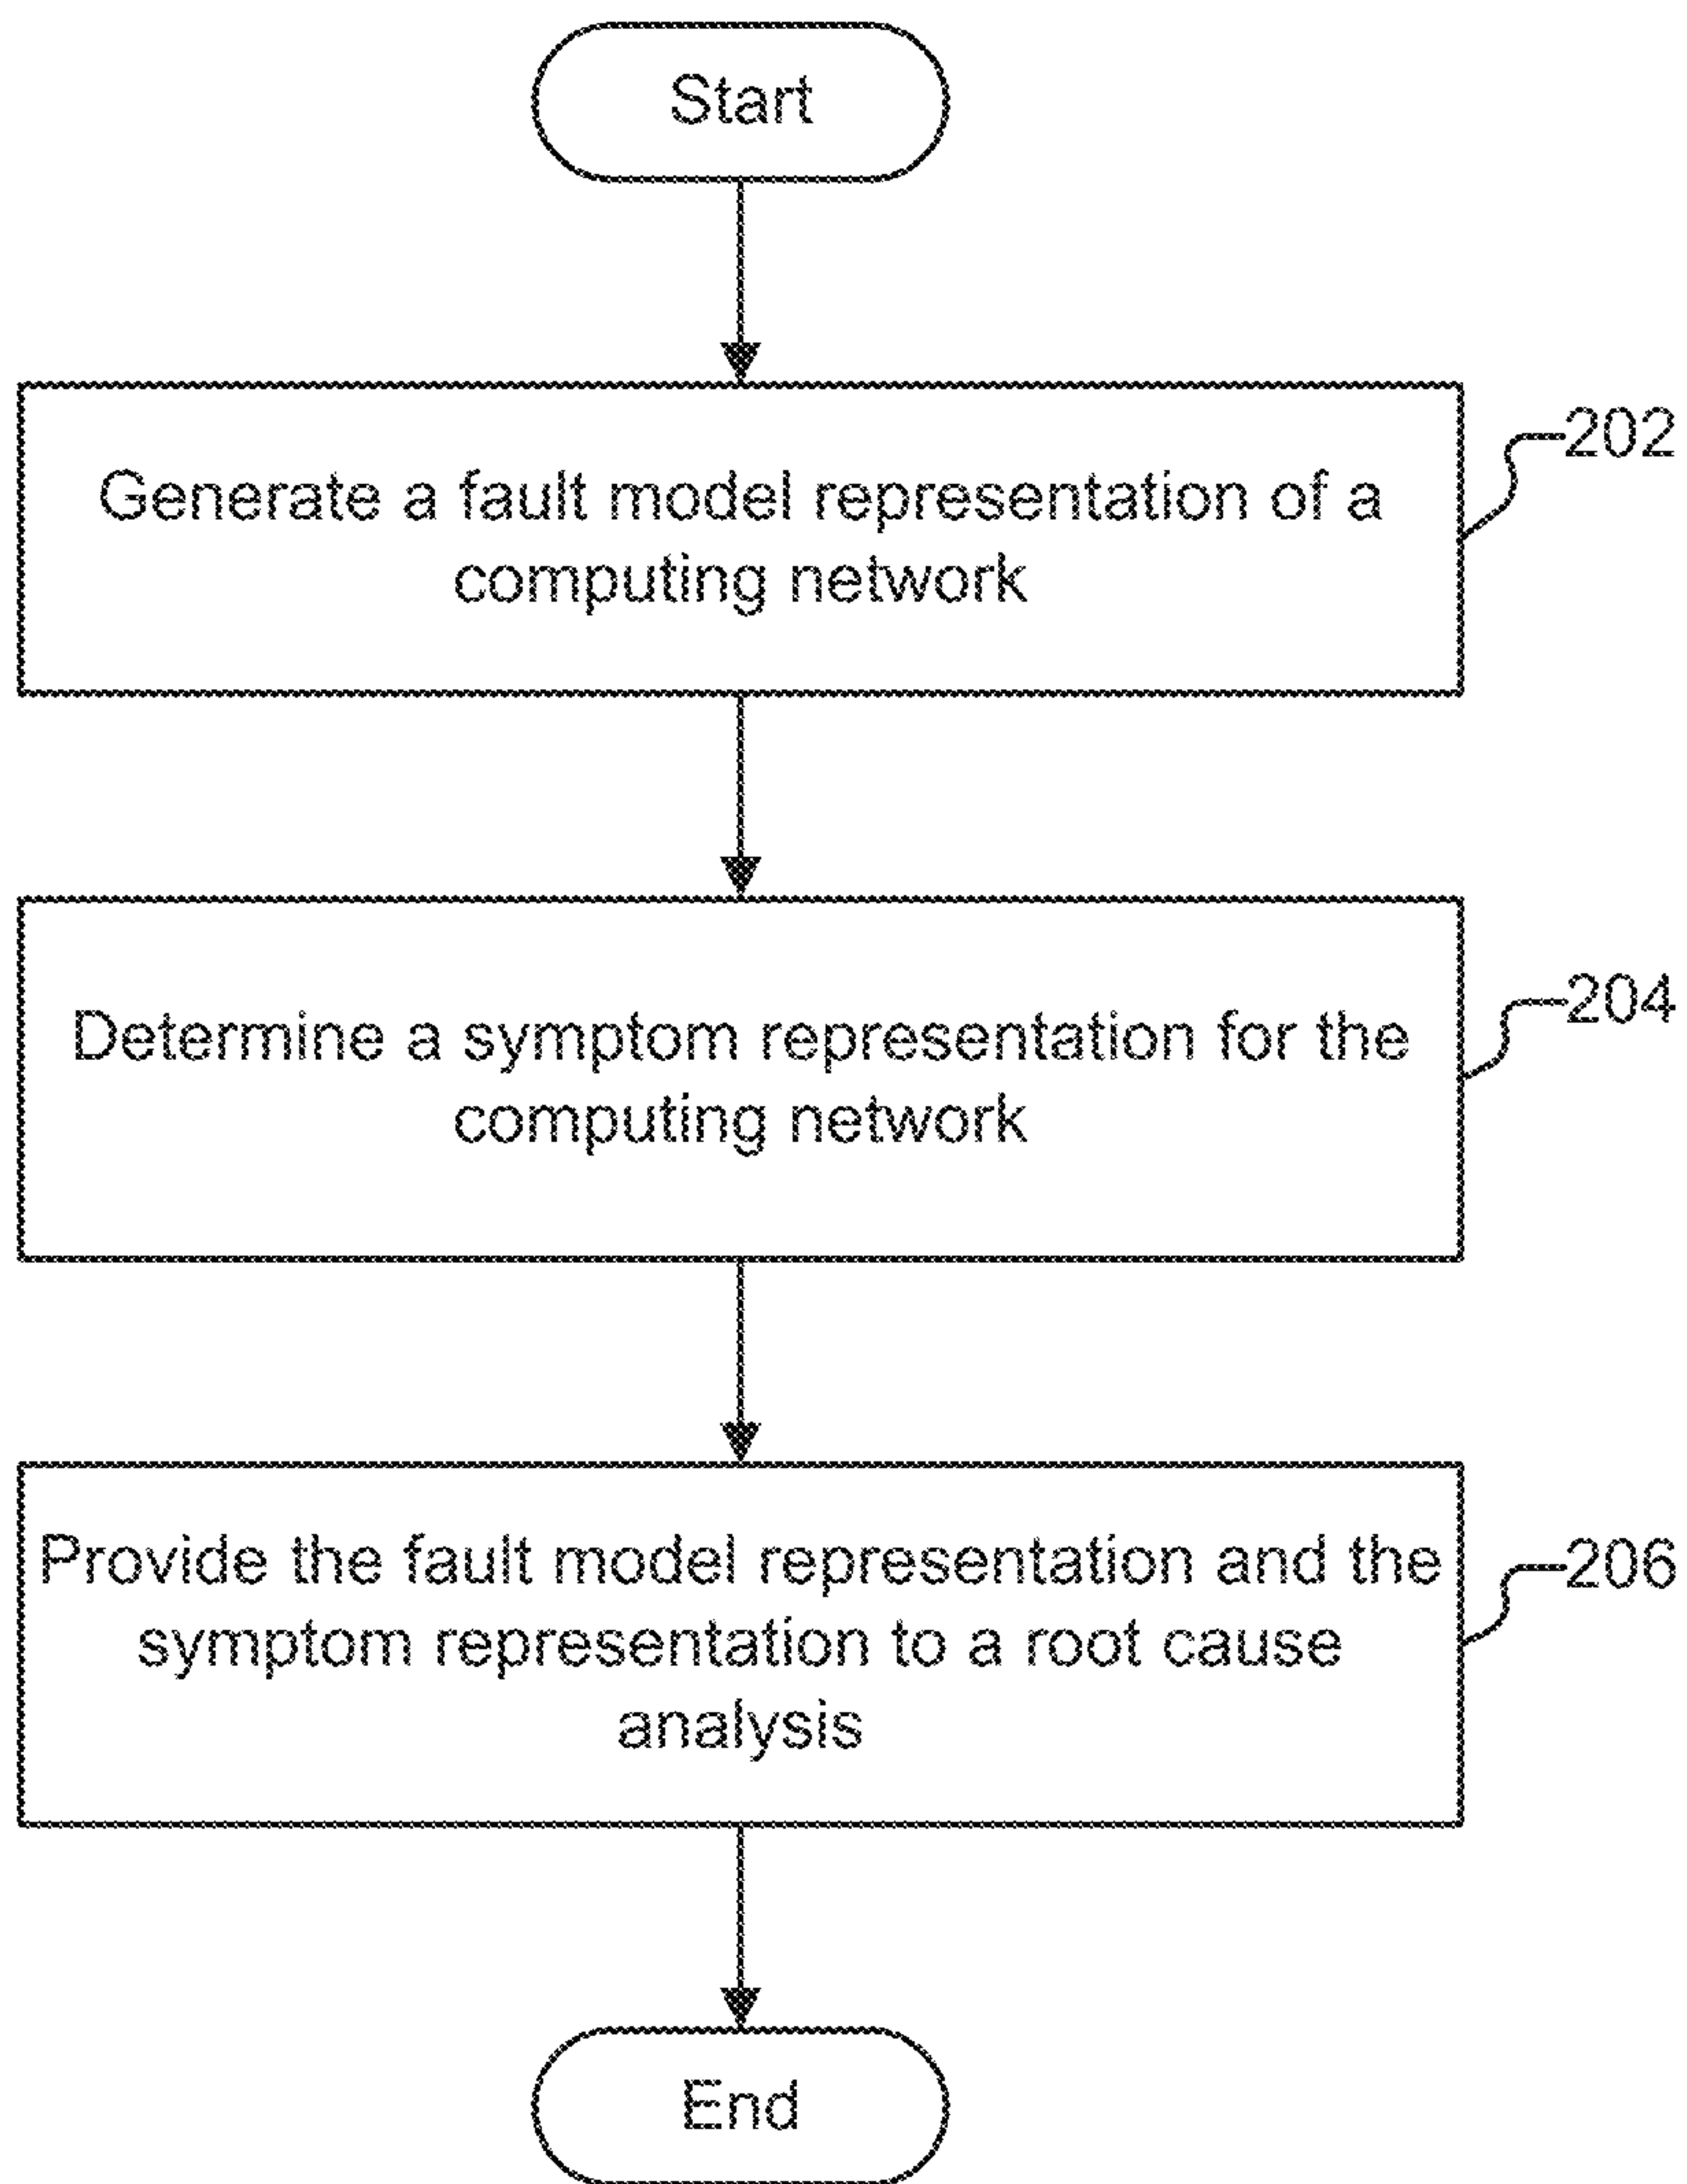 Start
202
Generate a fault model representation of a
computing network
204
Determine a symptom representation for the
computing network
206
Provide the fault model representation and the
symptom representation to a root cause
analysis
End